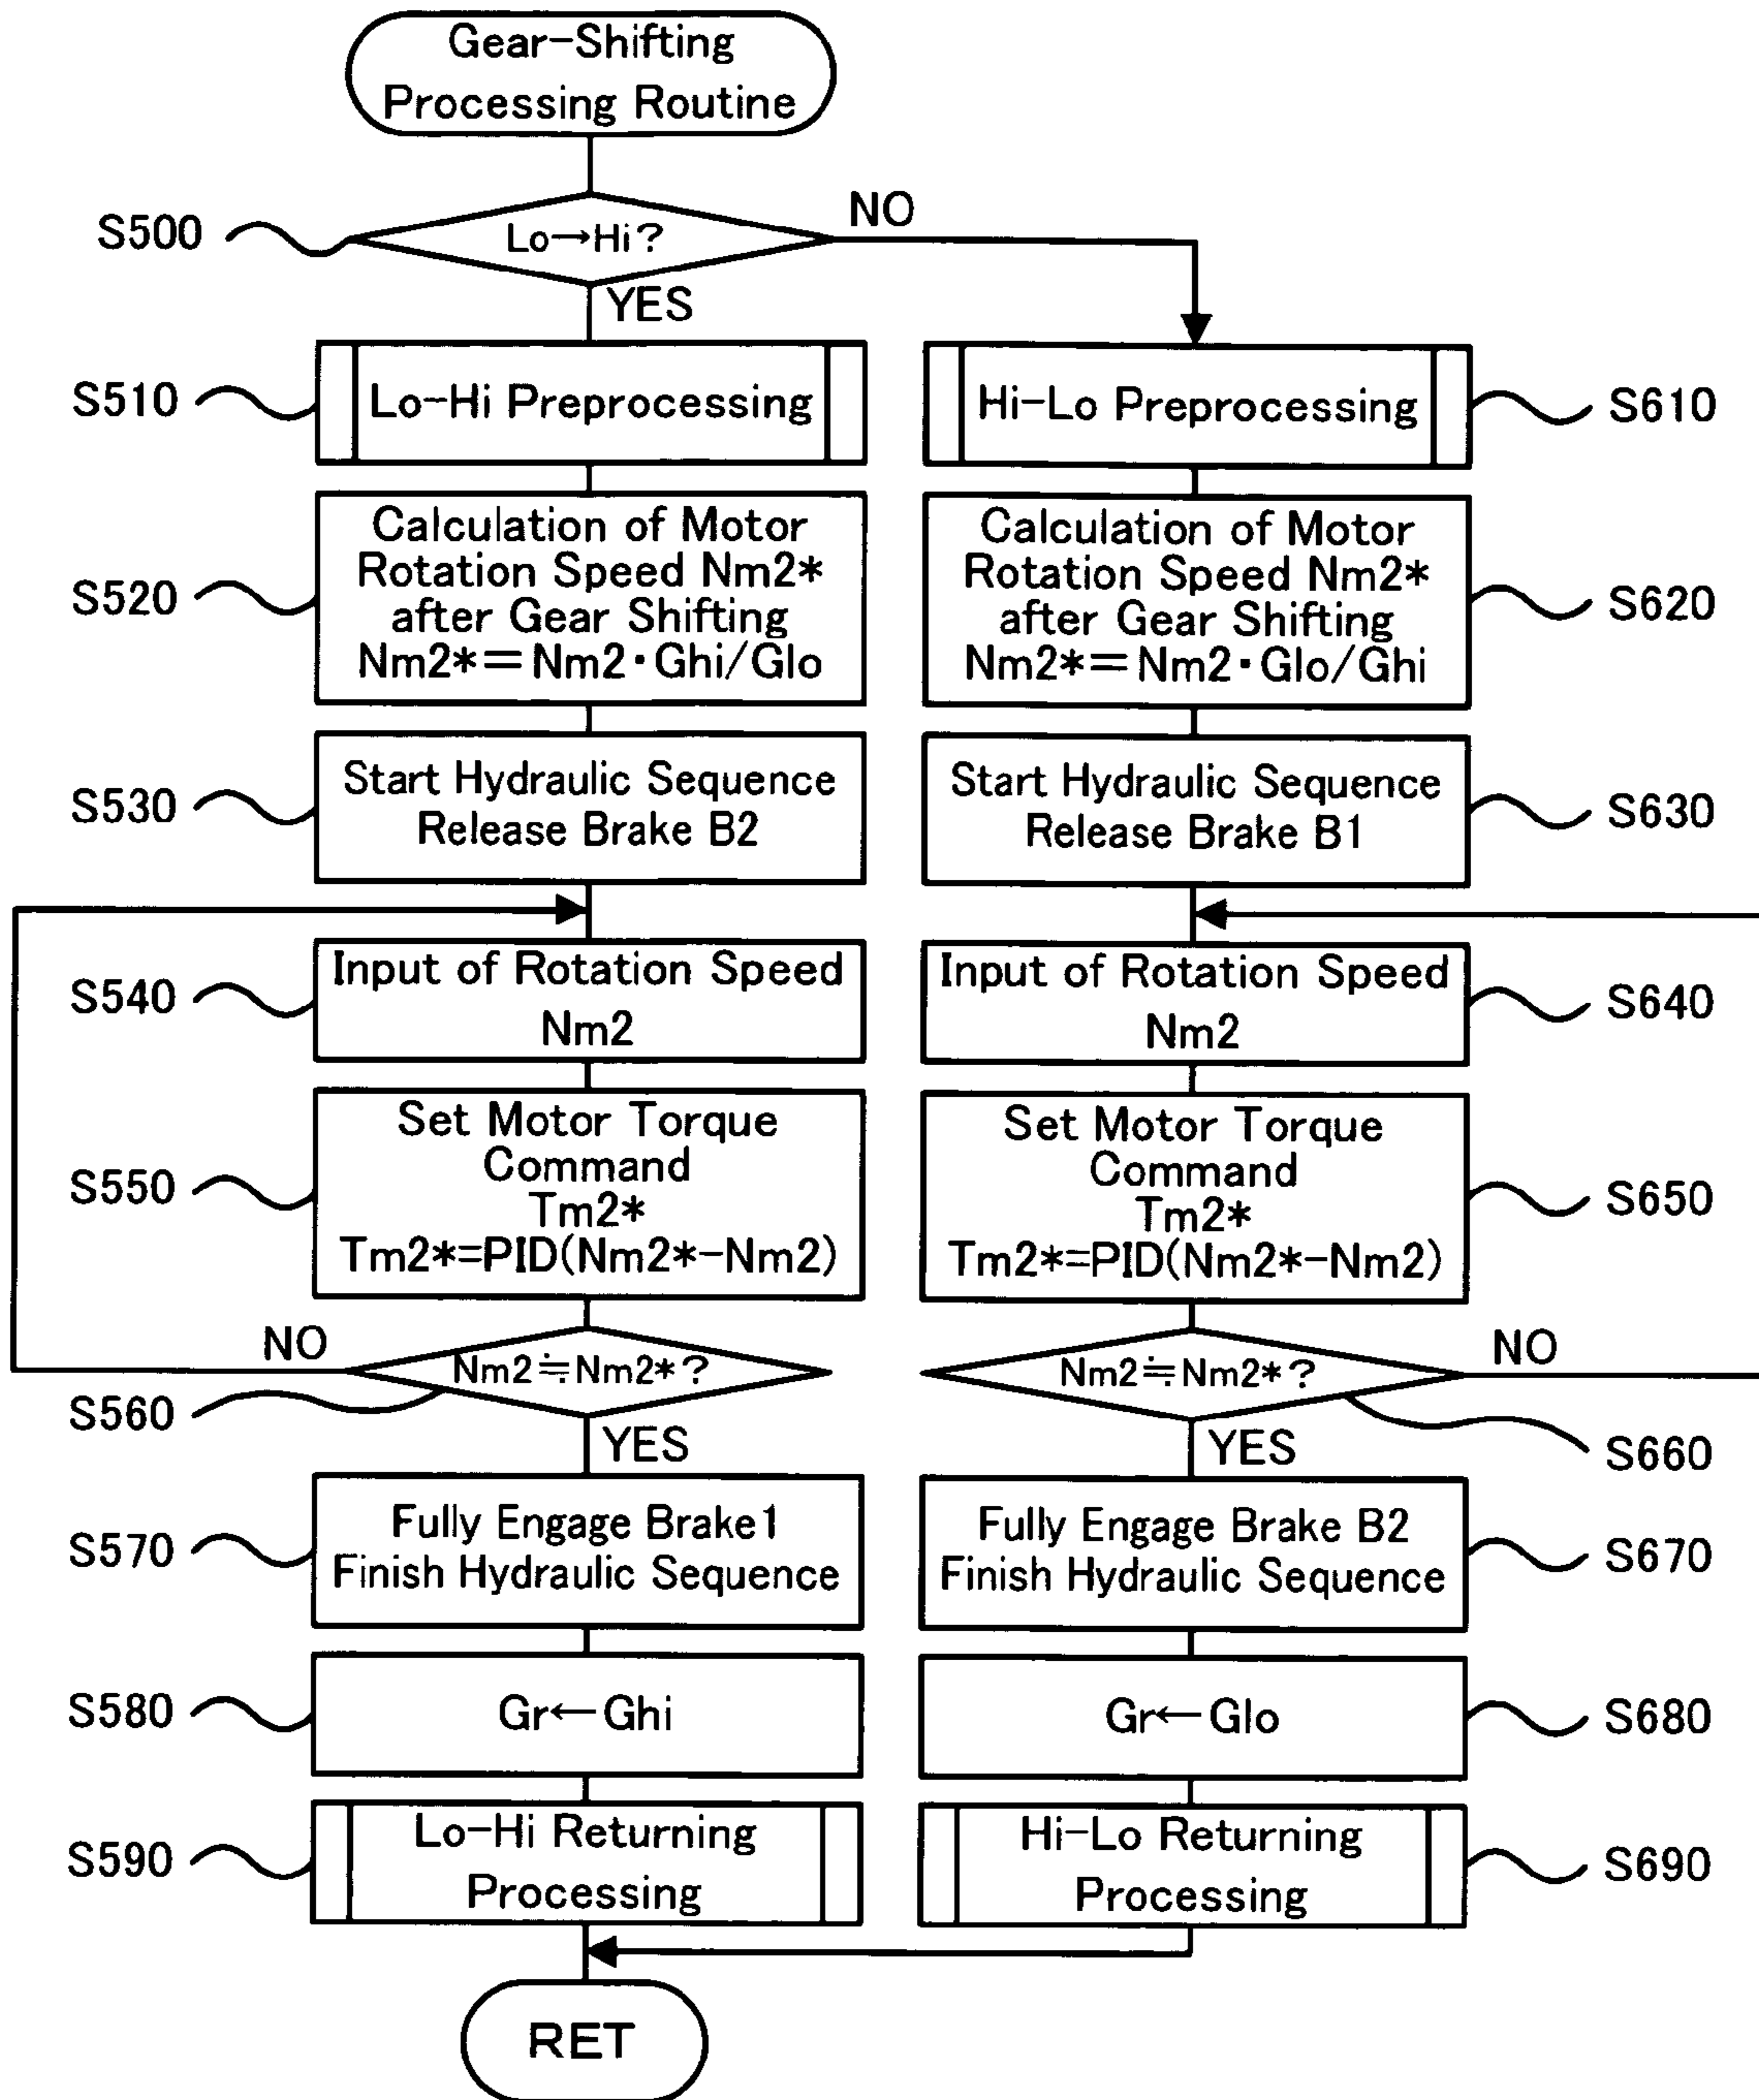 Gear-Shifting
Processing Routine
S500
Lo→Hi?
NO
YES
S510
Lo-Hi Preprocessing
S520
Calculation of Motor
Rotation Speed Nm2*
after Gear Shifting
Nm2*=Nm2・Ghi/Glo
S530
Start Hydraulic Sequence
Release Brake B2
S540
Input of Rotation Speed
Nm2
S550
Set Motor Torque
Command
Tm2*
Tm2*=PID(Nm2*-Nm2)
NO
Nm2≒Nm2*?
S560
YES
S570
Fully Engage Brake1
Finish Hydraulic Sequence
S580
Gr←Ghi
S590
Lo-Hi Returning
Processing
Hi-Lo Preprocessing
S610
Calculation of Motor
Rotation Speed Nm2*
after Gear Shifting
Nm2*=Nm2・Glo/Ghi
S620
Start Hydraulic Sequence
Release Brake B1
S630
Input of Rotation Speed
Nm2
S640
Set Motor Torque
Command
Tm2*
Tm2*=PID(Nm2*-Nm2)
S650
Nm2≒Nm2*?
NO
S660
YES
Fully Engage Brake B2
Finish Hydraulic Sequence
S670
Gr←Glo
S680
Hi-Lo Returning
Processing
S690
RET